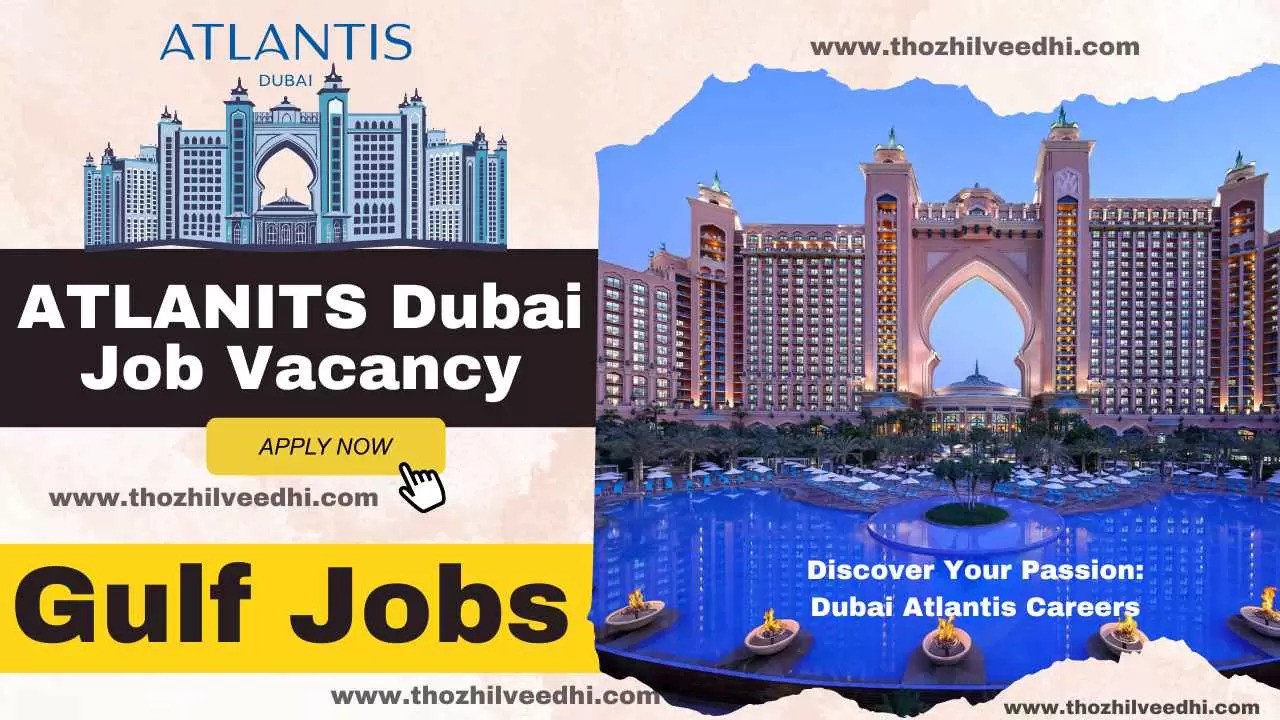 ATLANTIS
DUBAI
www.thozhilveedhi.com
ATLANITS Dubai
Job Vacancy
APPLY NOW
www.thozhilveedhi.com
Gulf Jobs
Discover Your Passion:
Dubai Atlantis Careers
www.thozhilveedhi.com
www.thozhilveedhi.com